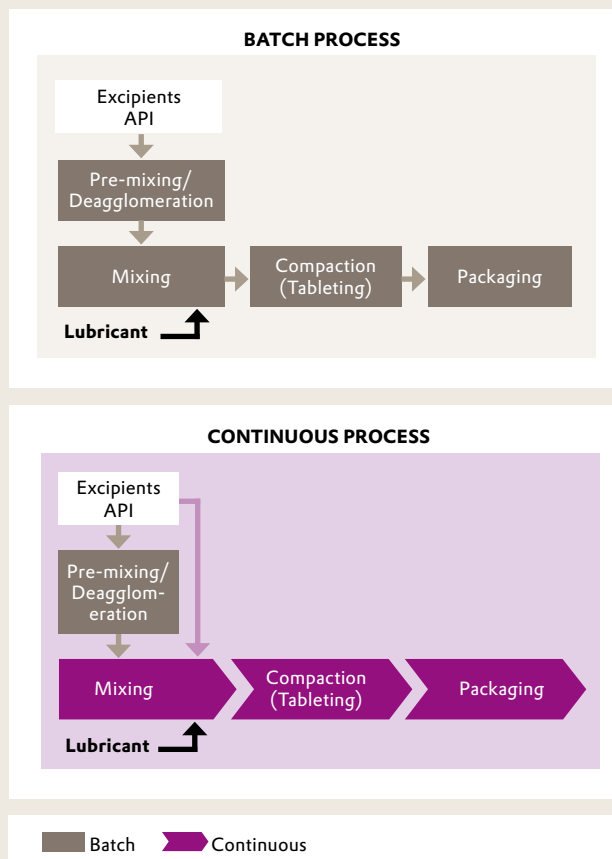 BATCH PROCESS
Excipients
API
Pre-mixing/
Deagglomeration
Mixing
Compaction
(Tableting)
Packaging
Lubricant
CONTINUOUS PROCESS
Excipients
API
Pre-mixing/
Deagglom-
eration
Mixing
Compaction
(Tableting)
Packaging
Lubricant
Batch
Continuous